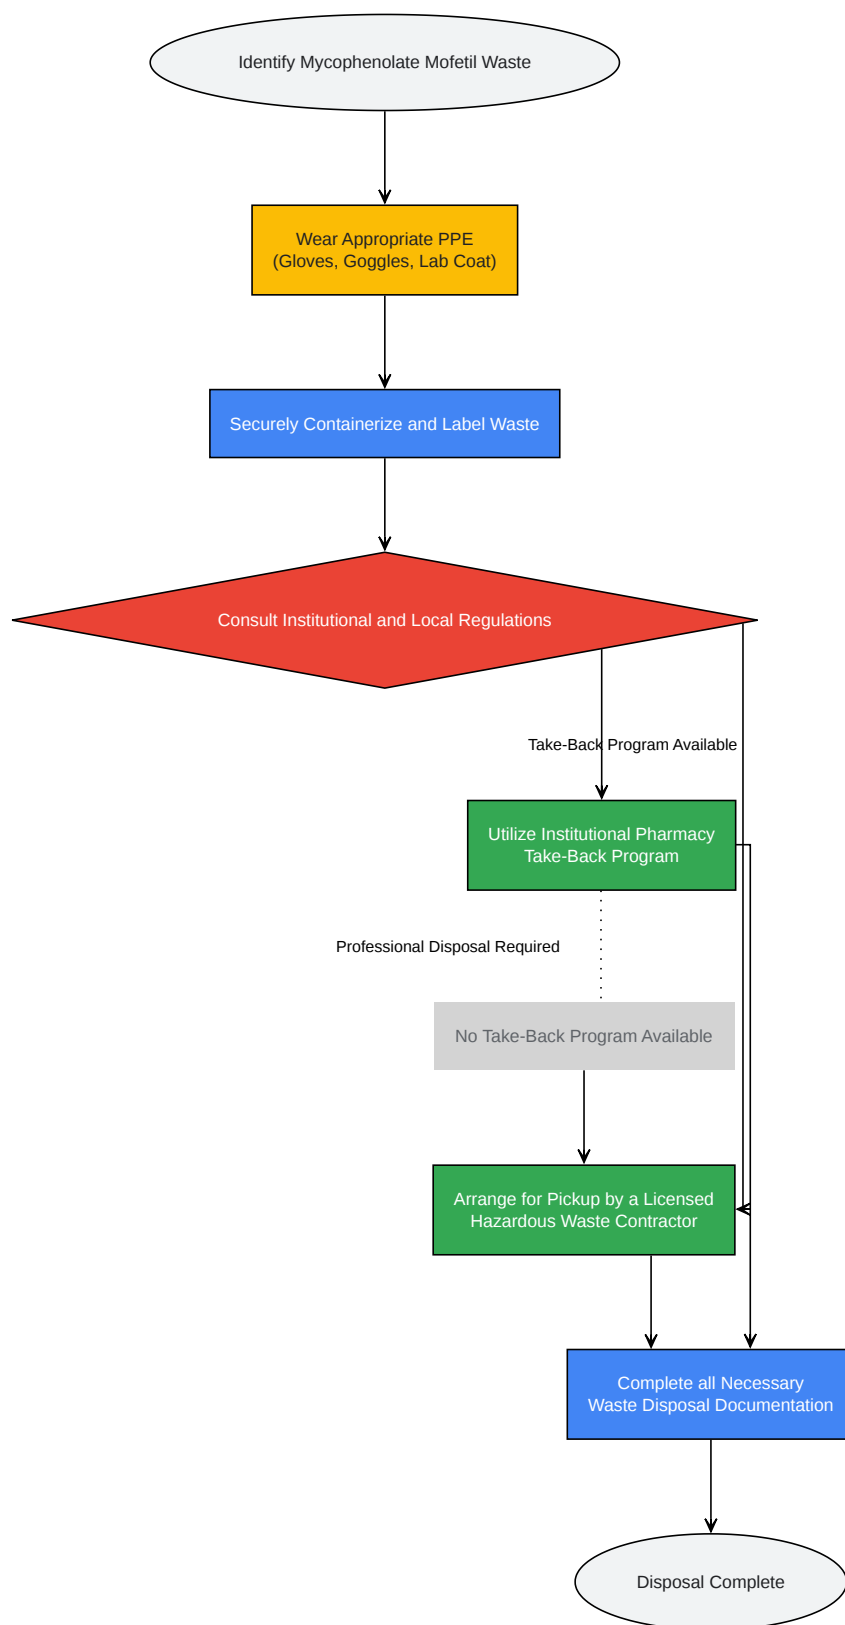 Identify Mycophenolate Mofetil Waste
Wear Appropriate PPE
(Gloves, Goggles, Lab Coat)
Securely Containerize and Label Waste
Consult Institutional and Local Regulations
Take-Back Program Available
Utilize Institutional Pharmacy
Take-Back Program
Professional Disposal Required
No Take-Back Program Available
Arrange for Pickup by a Licensed
Hazardous Waste Contractor
Complete all Necessary
Waste Disposal Documentation
Disposal Complete